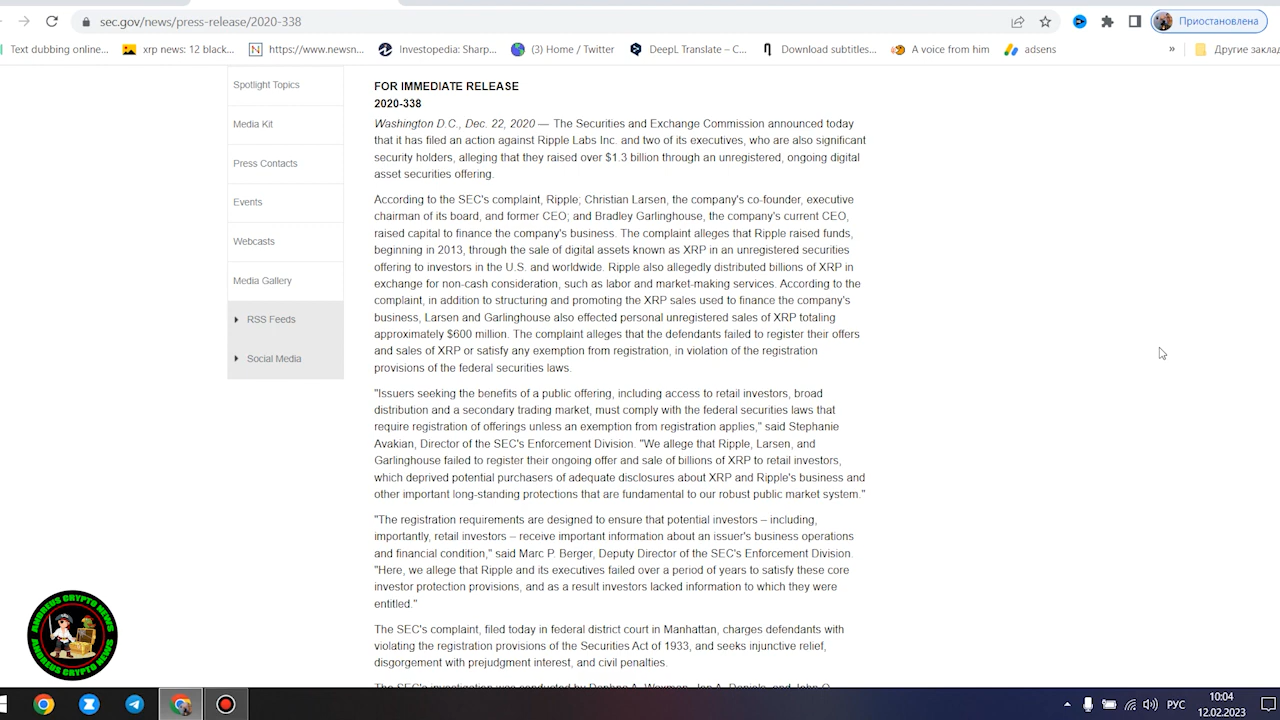 sec.gov/news/press-release/2020-338
Приостановлена
Text dubbing online...
xrp news: 12 black...
https://www.newsn...
Investopedia: Sharp...
(3) Home / Twitter
DeepL Translate – C...
Download subtitles...
A voice from him
adsens
»
Другие заклад
Spotlight Topics
Media Kit
Press Contacts
Events
Webcasts
Media Gallery
RSS Feeds
Social Media
FOR IMMEDIATE RELEASE
2020-338
Washington D.C., Dec. 22, 2020 — The Securities and Exchange Commission announced today
that it has filed an action against Ripple Labs Inc. and two of its executives, who are also significant
security holders, alleging that they raised over $1.3 billion through an unregistered, ongoing digital
asset securities offering.
According to the SEC's complaint, Ripple; Christian Larsen, the company's co-founder, executive
chairman of its board, and former CEO; and Bradley Garlinghouse, the company's current CEO,
raised capital to finance the company's business. The complaint alleges that Ripple raised funds,
beginning in 2013, through the sale of digital assets known as XRP in an unregistered securities
offering to investors in the U.S. and worldwide. Ripple also allegedly distributed billions of XRP in
exchange for non-cash consideration, such as labor and market-making services. According to the
complaint, in addition to structuring and promoting the XRP sales used to finance the company's
business, Larsen and Garlinghouse also effected personal unregistered sales of XRP totaling
approximately $600 million. The complaint alleges that the defendants failed to register their offers
and sales of XRP or satisfy any exemption from registration, in violation of the registration
provisions of the federal securities laws.
"Issuers seeking the benefits of a public offering, including access to retail investors, broad
distribution and a secondary trading market, must comply with the federal securities laws that
require registration of offerings unless an exemption from registration applies," said Stephanie
Avakian, Director of the SEC's Enforcement Division. "We allege that Ripple, Larsen, and
Garlinghouse failed to register their ongoing offer and sale of billions of XRP to retail investors,
which deprived potential purchasers of adequate disclosures about XRP and Ripple's business and
other important long-standing protections that are fundamental to our robust public market system."
"The registration requirements are designed to ensure that potential investors – including,
importantly, retail investors – receive important information about an issuer's business operations
and financial condition," said Marc P. Berger, Deputy Director of the SEC's Enforcement Division.
"Here, we allege that Ripple and its executives failed over a period of years to satisfy these core
investor protection provisions, and as a result investors lacked information to which they were
entitled."
The SEC's complaint, filed today in federal district court in Manhattan, charges defendants with
violating the registration provisions of the Securities Act of 1933, and seeks injunctive relief,
disgorgement with prejudgment interest, and civil penalties.
The SEC's investigation was conducted by Daphna A. Waxman, Jon A. Daniels, and John O.
ANDREUS CRYPTO NEWS
ANDREUS CRYPTO NEWS
РУС
10:04
12.02.2023